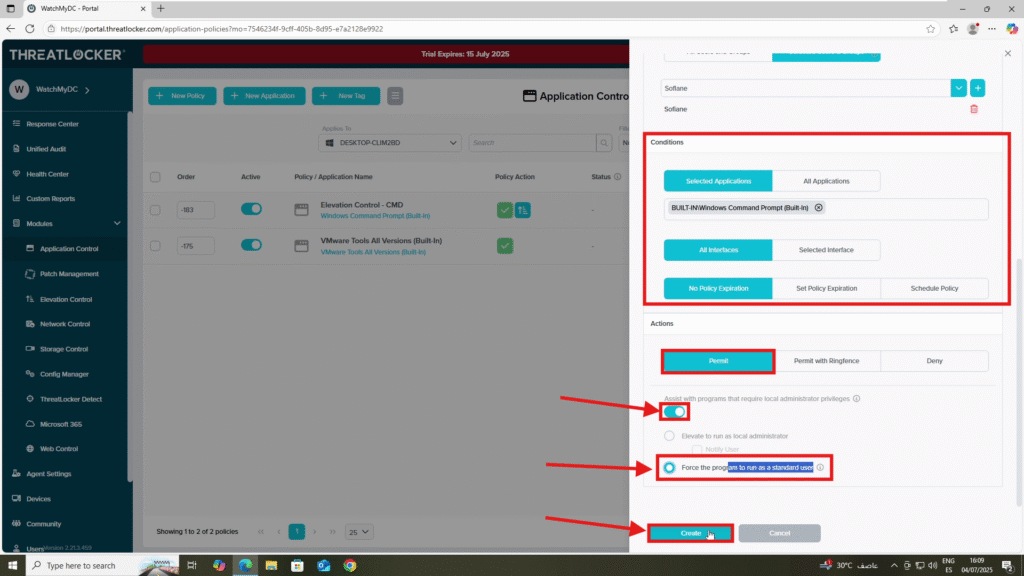 WatchMyDC - Portal
https://portal.threatlocker.com/application-policies?mo=7546234f-9cff-405b-8d95-e7a2128e9922
THREATLOCKER
Trial Expires: 15 July 2025
W WatchMyDC
Response Center
Unified Audit
Health Center
Custom Reports
Modules
Application Control
Patch Management
Elevation Control
Network Control
Storage Control
Config Manager
ThreatLocker Detect
Microsoft 365
Web Control
Agent Settings
Devices
Community
Users
New Policy
New Application
New Tag
Application Contro
Applies To
DESKTOP-CLIM2BD
Search
Order Active Policy / Application Name Policy Action Status
-183
Elevation Control - CMD
Windows Command Prompt (Built-In)
-
-175
VMware Tools All Versions (Built-In)
VMware Tools All Versions (Built-In)
-
Showing 1 to 2 of 2 policies
1
25
Sofiane
Sofiane
Conditions
Selected Applications All Applications
BUILT-IN\Windows Command Prompt (Built-In)
All Interfaces Selected Interface
No Policy Expiration Set Policy Expiration Schedule Policy
Actions
Permit Permit with Ringfence Deny
Assist with programs that require local administrator privileges
Elevate to run as local administrator
Notify User
Force the program to run as a standard user
Create Cancel
Type here to search
30°C عاصف
ENG
ES
16:09
04/07/2025